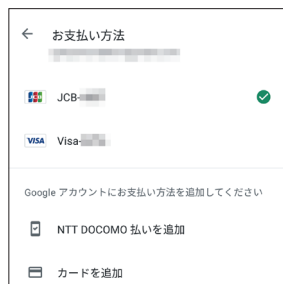 お支払い方法
JCB JCB-
VISA Visa-
Google アカウントにお支払い方法を追加してください
NTT DOCOMO 払いを追加
カードを追加